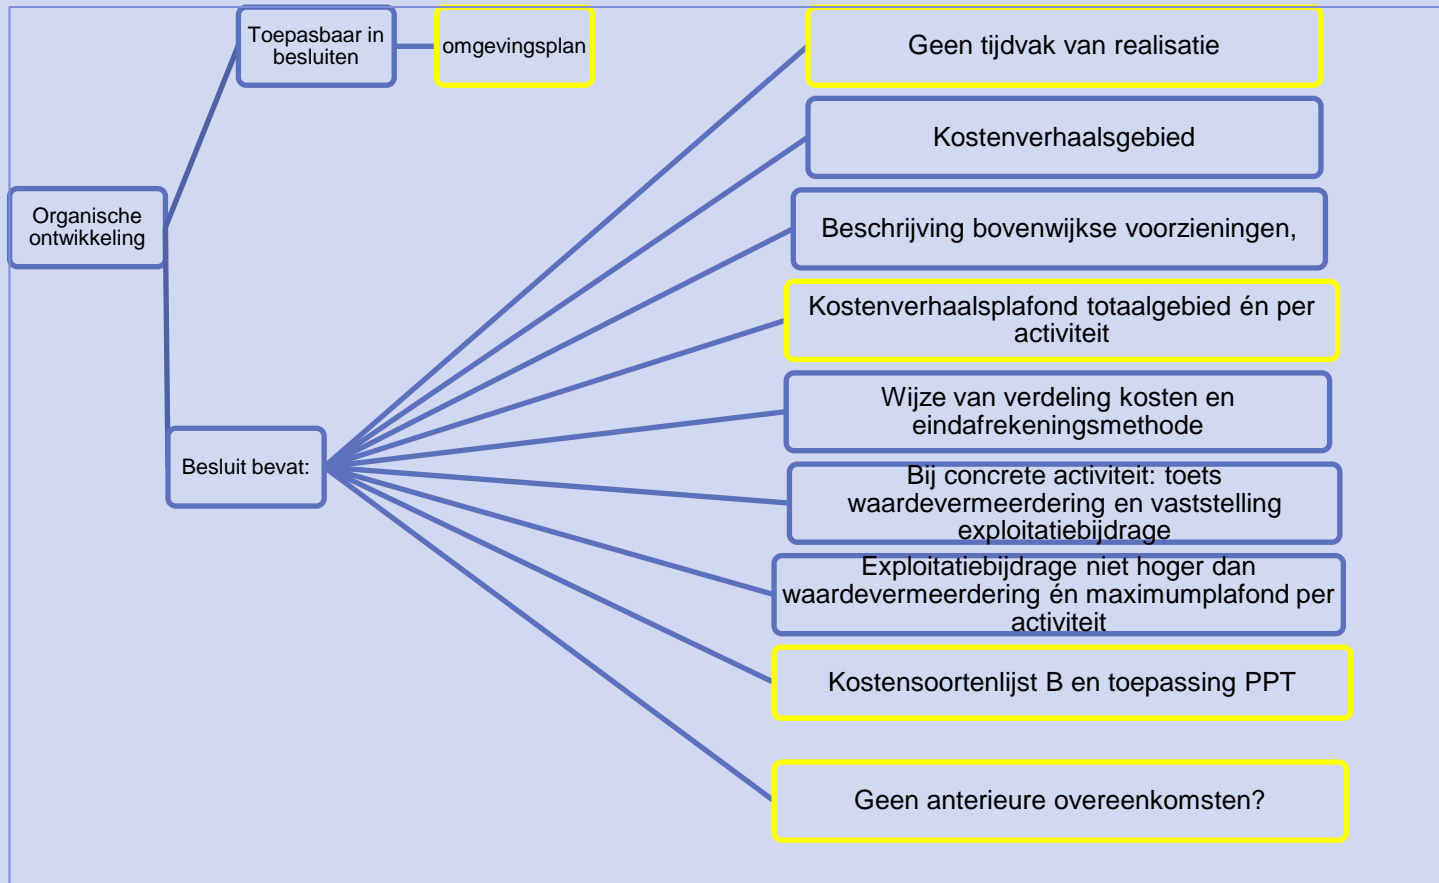 Organische
ontwikkeling
Toepasbaar in
besluiten
omgevingsplan
Besluit bevat:
Geen tijdvak van realisatie
Kostenverhaalsgebied
Beschrijving bovenwijkse voorzieningen,
Kostenverhaalsplafond totaalgebied én per
activiteit
Wijze van verdeling kosten en
eindafrekeningsmethode
Bij concrete activiteit: toets
waardevermeerdering en vaststelling
exploitatiebijdrage
Exploitatiebijdrage niet hoger dan
waardevermeerdering én maximumplafond per
activiteit
Kostensoortenlijst B en toepassing PPT
Geen anterieure overeenkomsten?